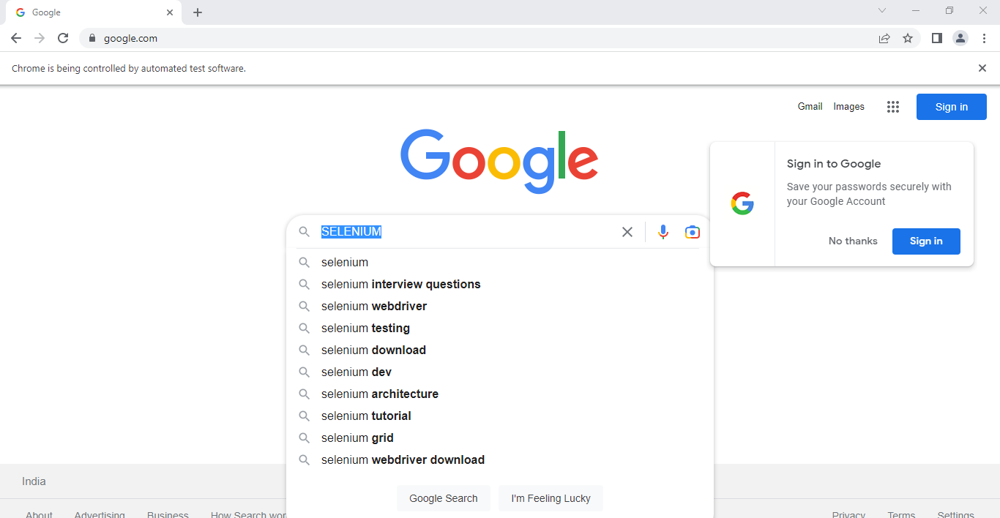 Google
google.com
Chrome is being controlled by automated test software.
Gmail Images Sign in
Google
Sign in to Google
Save your passwords securely with
your Google Account
No thanks Sign in
SELENIUM
selenium
selenium interview questions
selenium webdriver
selenium testing
selenium download
selenium dev
selenium architecture
selenium tutorial
selenium grid
selenium webdriver download
India
Google Search I'm Feeling Lucky
About Advertising Business How Search wor
Privacy Terms Settings